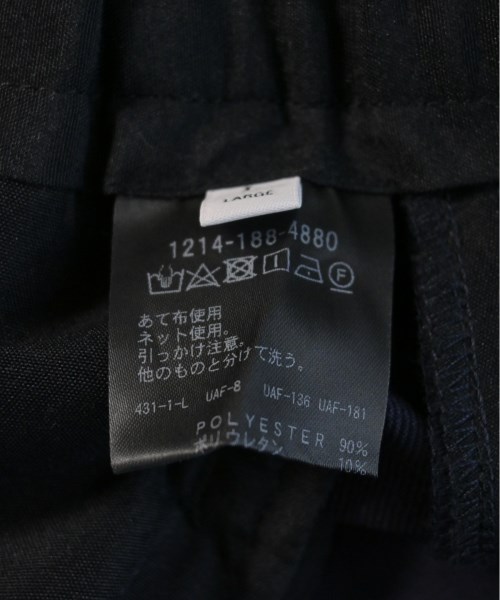 LARGE
1214-188-4880
F
あて布使用
ネット使用。
引っかけ注意。
他のものと分けて洗う。
431-1-L UAF-8 UAF-136 UAF-181
POLYESTER 90%
ポリウレタン 10%